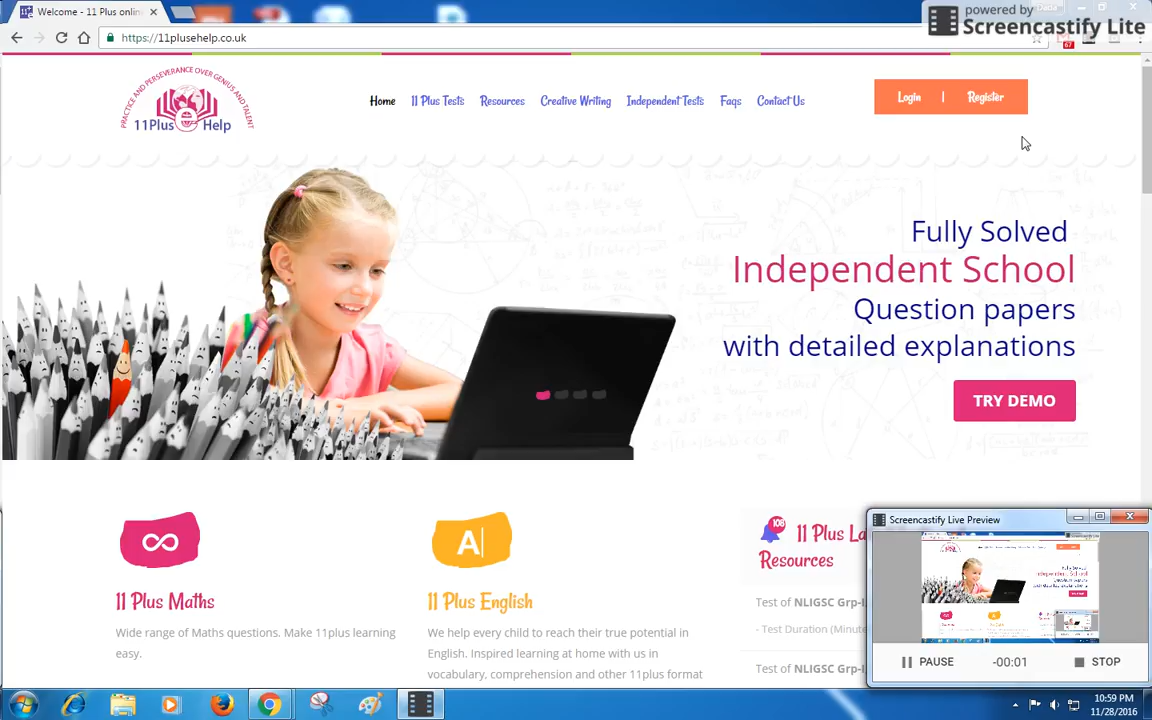 powered by
Screencastify Lite
Welcome - 11 Plus onlin
https://11plusehelp.co.uk
67
PRACTICE AND PERSEVERANCE OVER GENIUS AND TALENT
11Plus e Help
Home
11 Plus Tests
Resources
Creative Writing
Independent Tests
Faqs
Contact Us
Login | Register
Fully Solved
Independent School
Question papers
with detailed explanations
TRY DEMO
A
11 Plus Maths
Wide range of Maths questions. Make 11plus learning
easy.
11 Plus English
We help every child to reach their true potential in
English. Inspired learning at home with us in
vocabulary, comprehension and other 11plus format
108
11 Plus La
Resources
Test of NLIGSC Grp-I
- Test Duration (Minute
Test of NLIGSC Grp-I
Screencastify Live Preview
PAUSE
-00:01
STOP
10:59 PM
11/28/2016